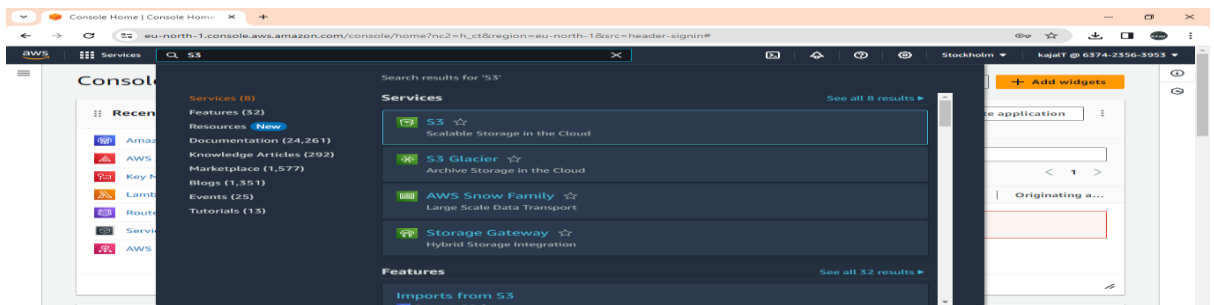 Console Home | Console Home
eu-north-1.console.aws.amazon.com/console/home?nc2=h_ct&region=eu-north-1&src=header-signin#
aws Services S3 Stockholm kajalT @ 6374-2356-3953
Consol
Search results for 'S3'
+ Add widgets
Services (8)
Features (32)
Resources New
Documentation (24,261)
Knowledge Articles (292)
Marketplace (1,577)
Blogs (1,351)
Events (25)
Tutorials (13)
Services See all 8 results
S3
Scalable Storage in the Cloud
S3 Glacier
Archive Storage in the Cloud
AWS Snow Family
Large Scale Data Transport
Storage Gateway
Hybrid Storage Integration
Features See all 32 results
Imports from S3
Recen
Amaz
AWS
Key M
Lamb
Route
Servi
AWS
e application
< 1 >
Originating a...